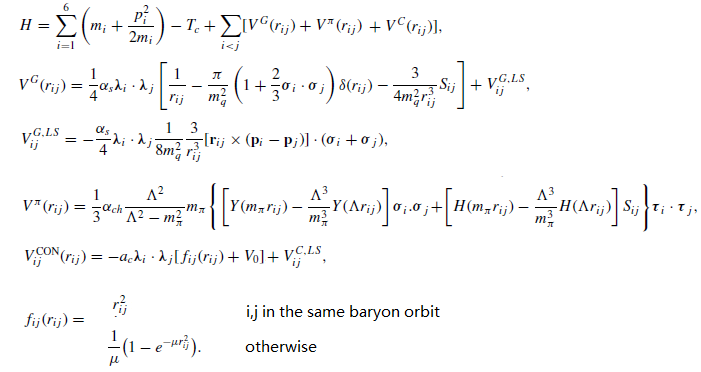 H = \sum_{i=1}^{6} \left( m_i + \frac{p_i^2}{2m_i} \right) - T_c + \sum_{i<j} [V^G(r_{ij}) + V^\pi(r_{ij}) + V^C(r_{ij})],
V^G(r_{ij}) = \frac{1}{4} \alpha_s \lambda_i \cdot \lambda_j \left[ \frac{1}{r_{ij}} - \frac{\pi}{m_q^2} \left( 1 + \frac{2}{3} \sigma_i \cdot \sigma_j \right) \delta(r_{ij}) - \frac{3}{4m_q^2 r_{ij}^3} S_{ij} \right] + V_{ij}^{G,LS},
V_{ij}^{G,LS} = -\frac{\alpha_s}{4} \lambda_i \cdot \lambda_j \frac{1}{8m_q^2} \frac{3}{r_{ij}^3} [\mathbf{r}_{ij} \times (\mathbf{p}_i - \mathbf{p}_j)] \cdot (\sigma_i + \sigma_j),
V^\pi(r_{ij}) = \frac{1}{3} \alpha_{ch} \frac{\Lambda^2}{\Lambda^2 - m_\pi^2} m_\pi \left\{ \left[ Y(m_\pi r_{ij}) - \frac{\Lambda^3}{m_\pi^3} Y(\Lambda r_{ij}) \right] \sigma_i . \sigma_j + \left[ H(m_\pi r_{ij}) - \frac{\Lambda^3}{m_\pi^3} H(\Lambda r_{ij}) \right] S_{ij} \right\} \tau_i \cdot \tau_j,
V_{ij}^{CON}(r_{ij}) = -a_c \lambda_i \cdot \lambda_j [f_{ij}(r_{ij}) + V_0] + V_{ij}^{C,LS},
f_{ij}(r_{ij}) = r_{ij}^2 i,j in the same baryon orbit
\frac{1}{\mu} (1 - e^{-\mu r_{ij}^2}). otherwise